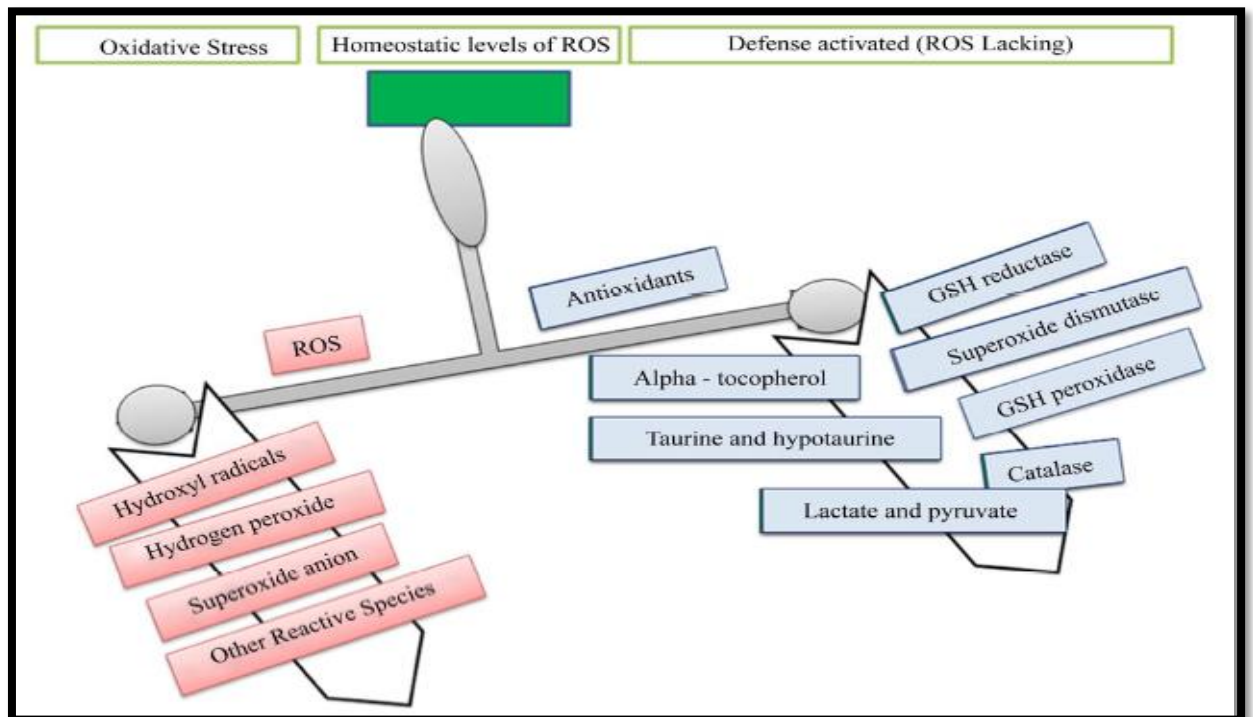 Oxidative Stress
Homeostatic levels of ROS
Defense activated (ROS Lacking)
Antioxidants
ROS
GSH reductase
Superoxide dismutase
GSH peroxidase
Catalase
Alpha - tocopherol
Taurine and hypotaurine
Lactate and pyruvate
Hydroxyl radicals
Hydrogen peroxide
Superoxide anion
Other Reactive Species